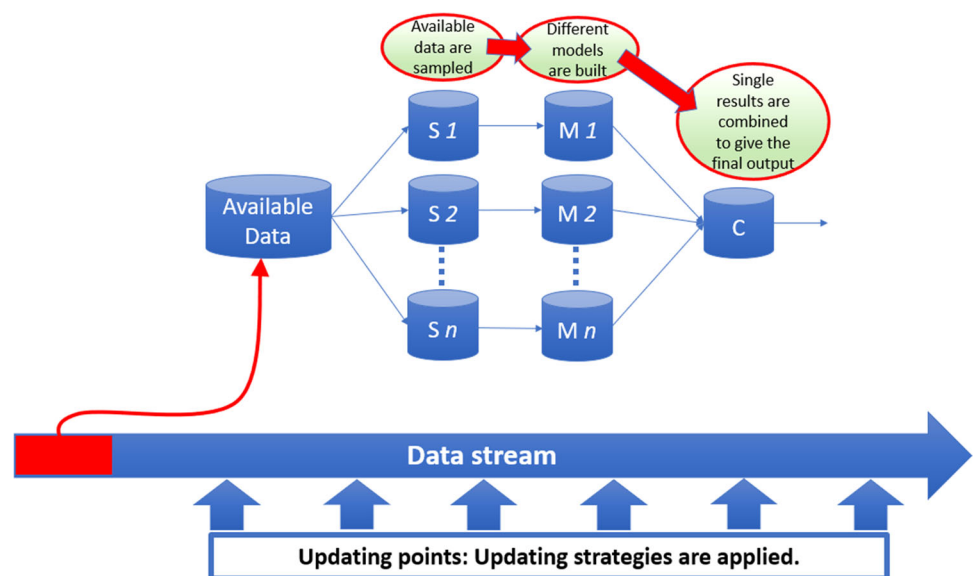 Available
data are
sampled
Different
models
are built
Single
results are
combined
to give the
final output
S 1
M 1
Available
Data
S 2
M 2
C
S n
M n
Data stream
Updating points: Updating strategies are applied.